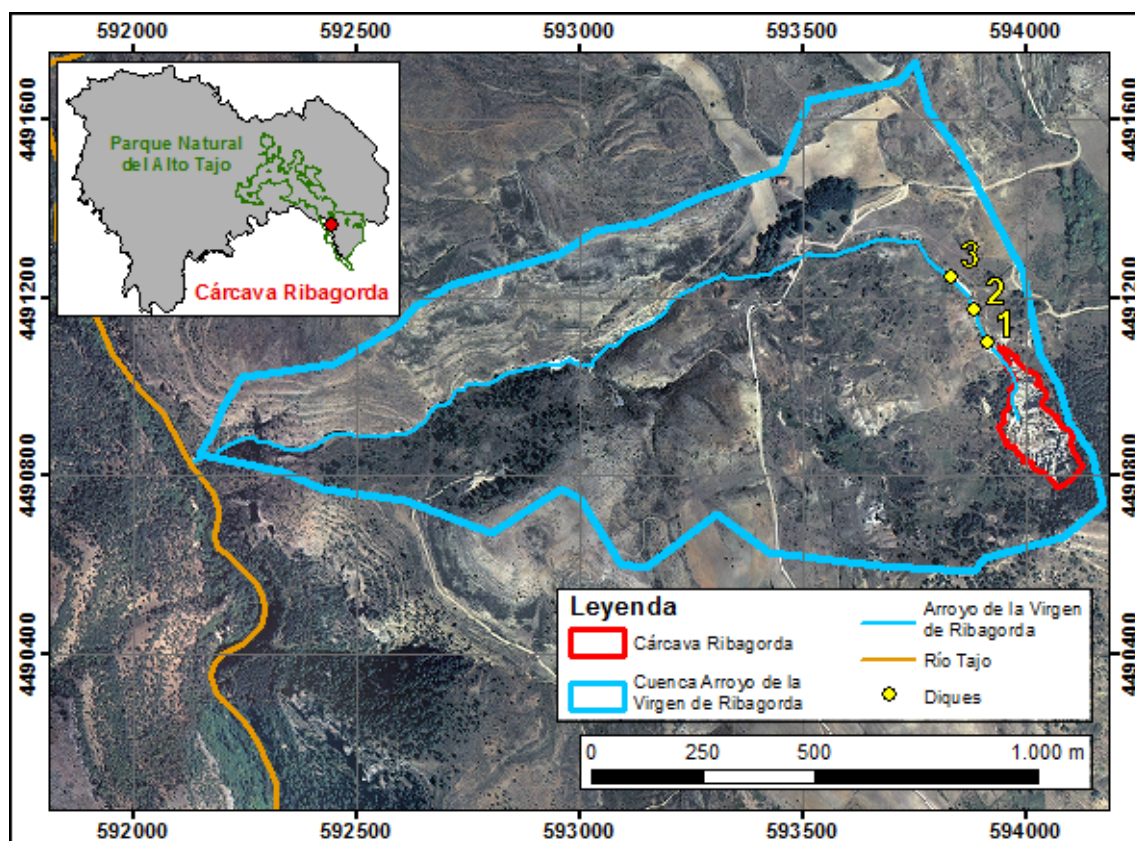 592000 592500 593000 593500 594000
4491600
4491200
4490800
4490400
Parque Natural
del Alto Tajo
Cárcava Ribagorda
3
2
1
Leyenda
Cárcava Ribagorda
Cuenca Arroyo de la
Virgen de Ribagorda
Arroyo de la Virgen
de Ribagorda
Río Tajo
Diques
0 250 500 1.000 m
4491600
4491200
4490800
4490400
592000 592500 593000 593500 594000